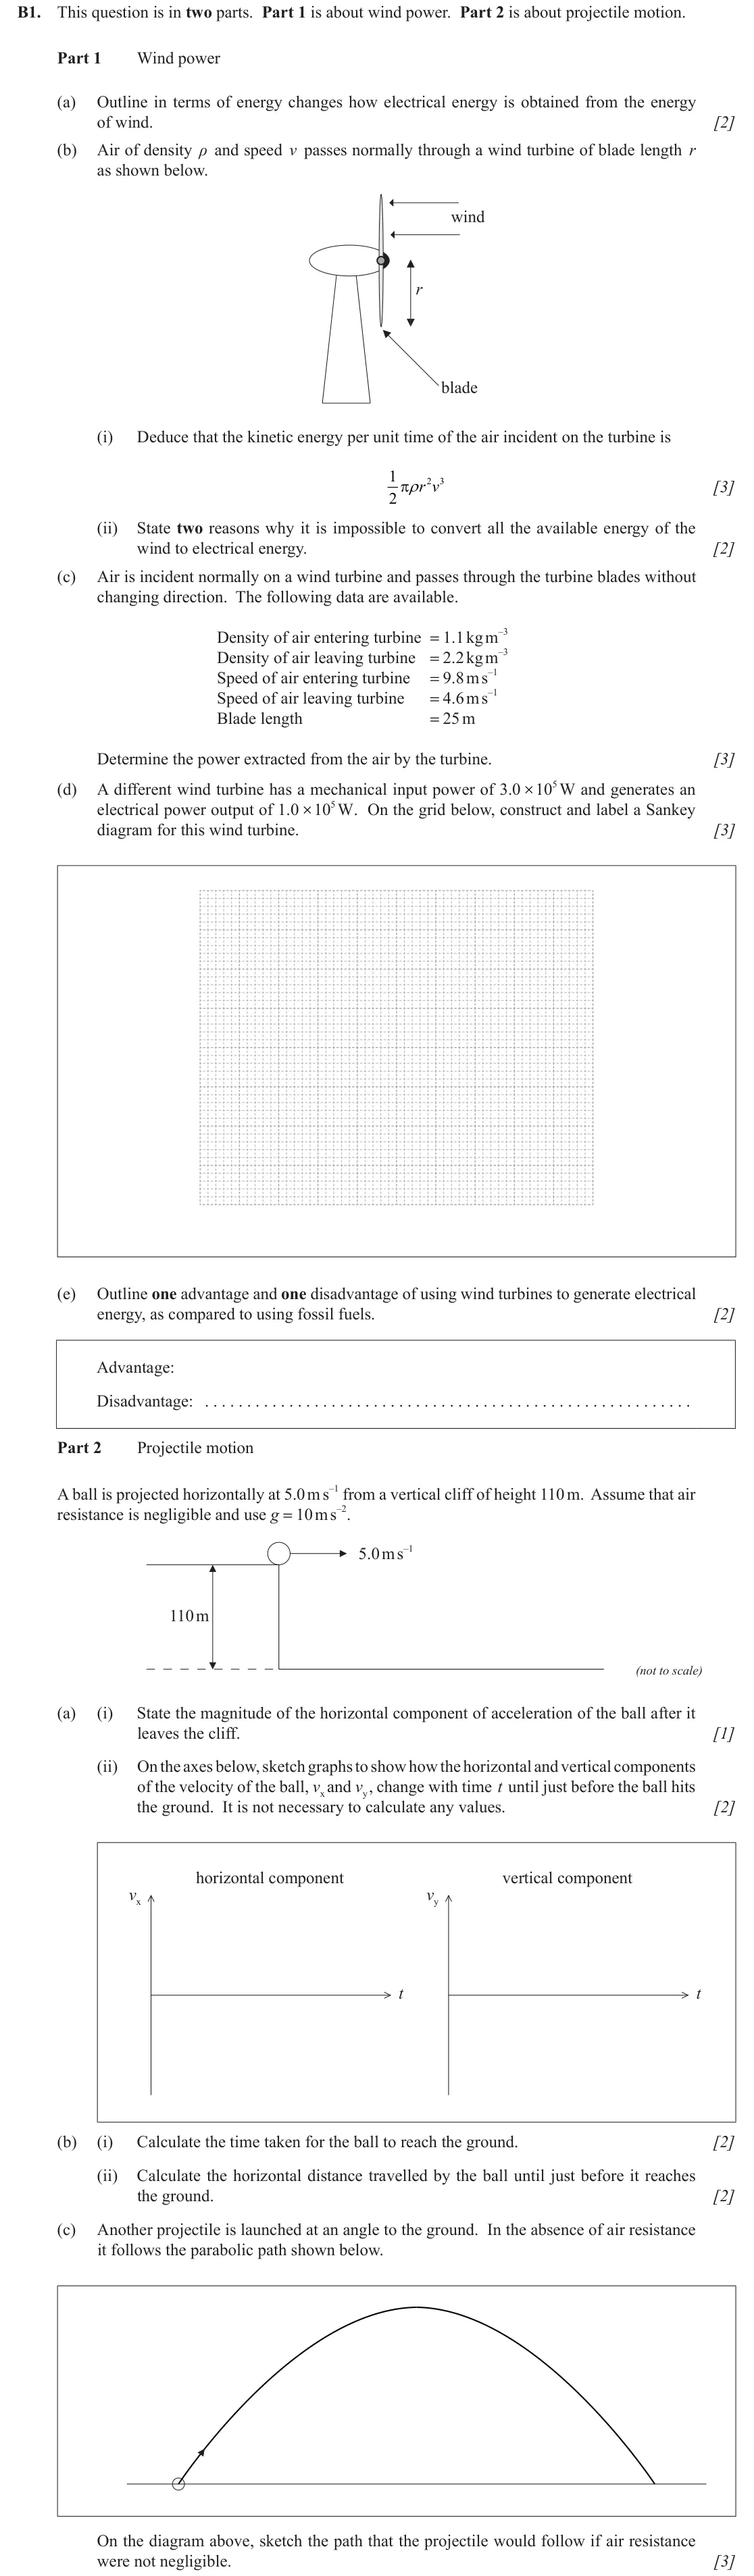 B1. This question is in two parts. Part 1 is about wind power. Part 2 is about projectile motion.
Part 1 Wind power
(a) Outline in terms of energy changes how electrical energy is obtained from the energy
of wind. [2]
(b) Air of density ρ and speed v passes normally through a wind turbine of blade length r
as shown below.
wind
r
blade
(i) Deduce that the kinetic energy per unit time of the air incident on the turbine is
1/2 πρr²v³ [3]
(ii) State two reasons why it is impossible to convert all the available energy of the
wind to electrical energy. [2]
(c) Air is incident normally on a wind turbine and passes through the turbine blades without
changing direction. The following data are available.
Density of air entering turbine = 1.1 kg m⁻³
Density of air leaving turbine = 2.2 kg m⁻³
Speed of air entering turbine = 9.8 m s⁻¹
Speed of air leaving turbine = 4.6 m s⁻¹
Blade length = 25 m
Determine the power extracted from the air by the turbine. [3]
(d) A different wind turbine has a mechanical input power of 3.0 × 10⁵ W and generates an
electrical power output of 1.0 × 10⁵ W. On the grid below, construct and label a Sankey
diagram for this wind turbine. [3]
(e) Outline one advantage and one disadvantage of using wind turbines to generate electrical
energy, as compared to using fossil fuels. [2]
Advantage:
Disadvantage: . . . . . . . . . . . . . . . . . . . . . . . . . . . . . . . . . . . . . . . . . . . . . . . . . . . . . . . . . .
Part 2 Projectile motion
A ball is projected horizontally at 5.0 m s⁻¹ from a vertical cliff of height 110 m. Assume that air
resistance is negligible and use g = 10 m s⁻².
5.0 m s⁻¹
110 m
(not to scale)
(a) (i) State the magnitude of the horizontal component of acceleration of the ball after it
leaves the cliff. [1]
(ii) On the axes below, sketch graphs to show how the horizontal and vertical components
of the velocity of the ball, vₓ and v_y, change with time t until just before the ball hits
the ground. It is not necessary to calculate any values. [2]
horizontal component vertical component
vₓ v_y
t t
(b) (i) Calculate the time taken for the ball to reach the ground. [2]
(ii) Calculate the horizontal distance travelled by the ball until just before it reaches
the ground. [2]
(c) Another projectile is launched at an angle to the ground. In the absence of air resistance
it follows the parabolic path shown below.
On the diagram above, sketch the path that the projectile would follow if air resistance
were not negligible. [3]